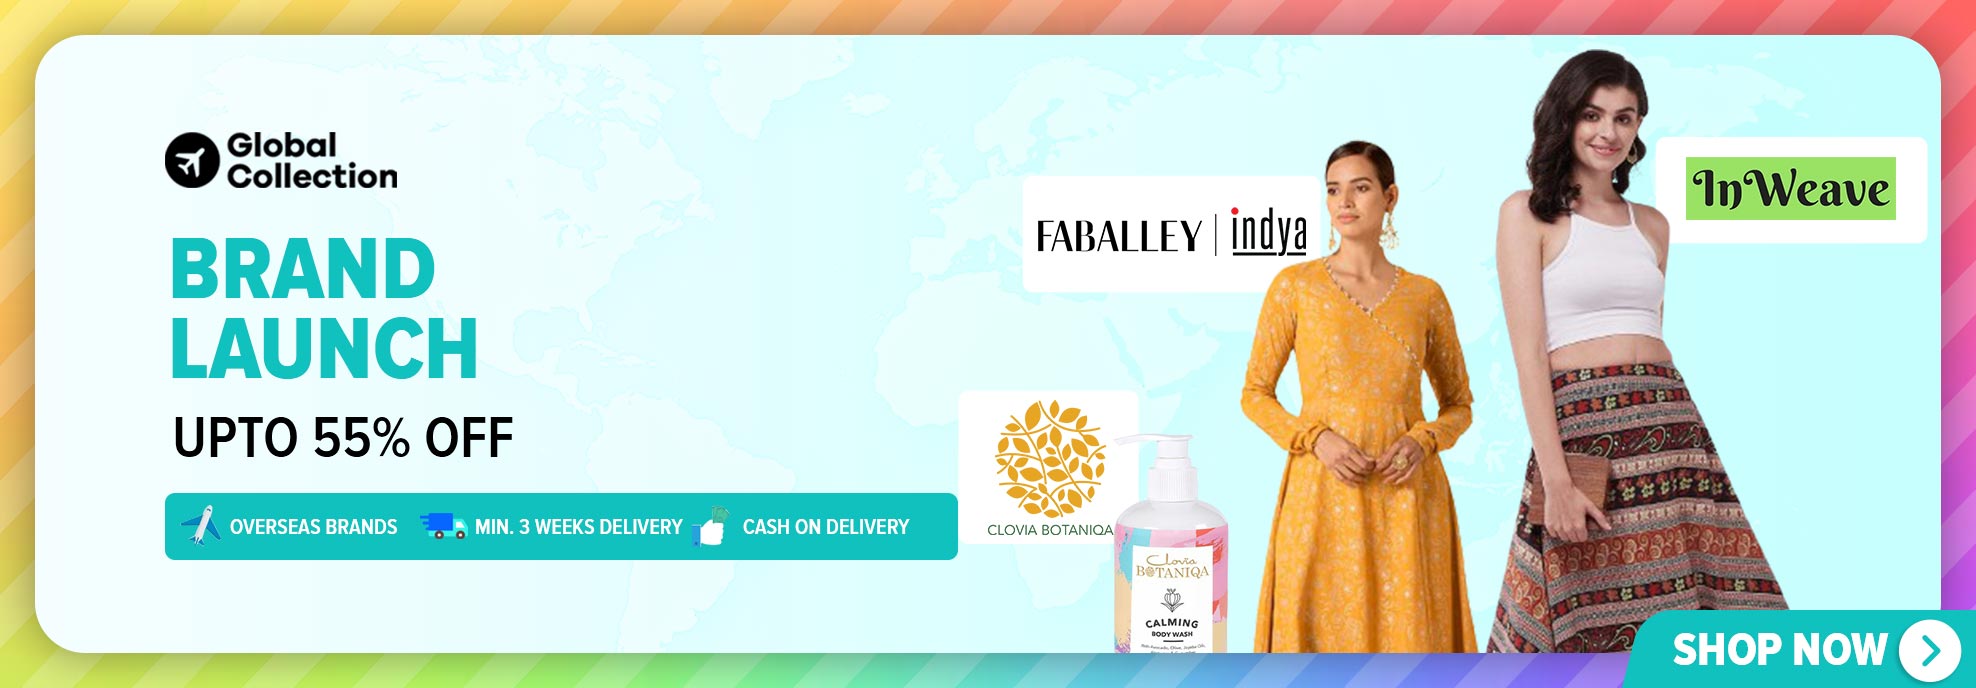 Global
Collection
BRAND
LAUNCH
UPTO 55% OFF
OVERSEAS BRANDS
MIN. 3 WEEKS DELIVERY
CASH ON DELIVERY
FABALLEY | indya
InWeave
CLOVIA BOTANIQA
Clovia
BOTANIQA
CALMING
BODY WASH
SHOP NOW